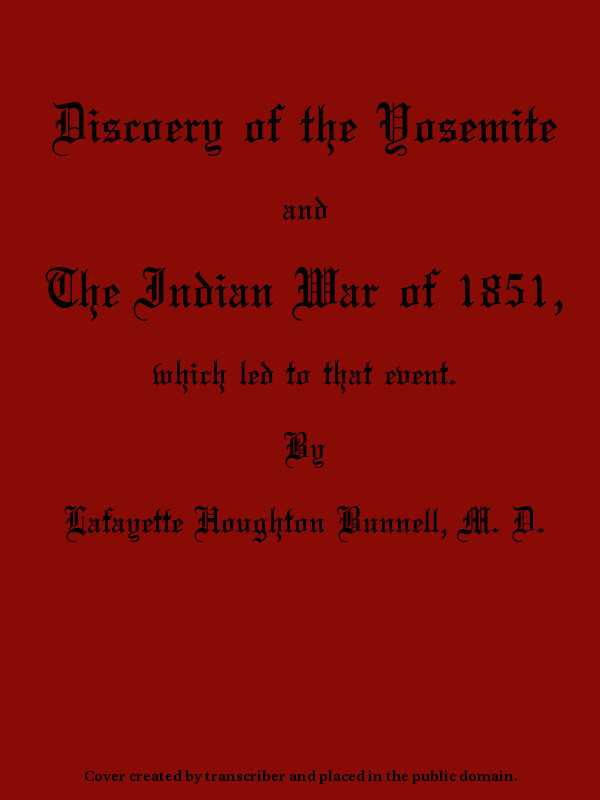 Discoery of the Yosemite
and
The Indian War of 1851,
which led to that event.
By
Lafayette Houghton Bunnell, M. D.
Cover created by transcriber and placed in the public domain.